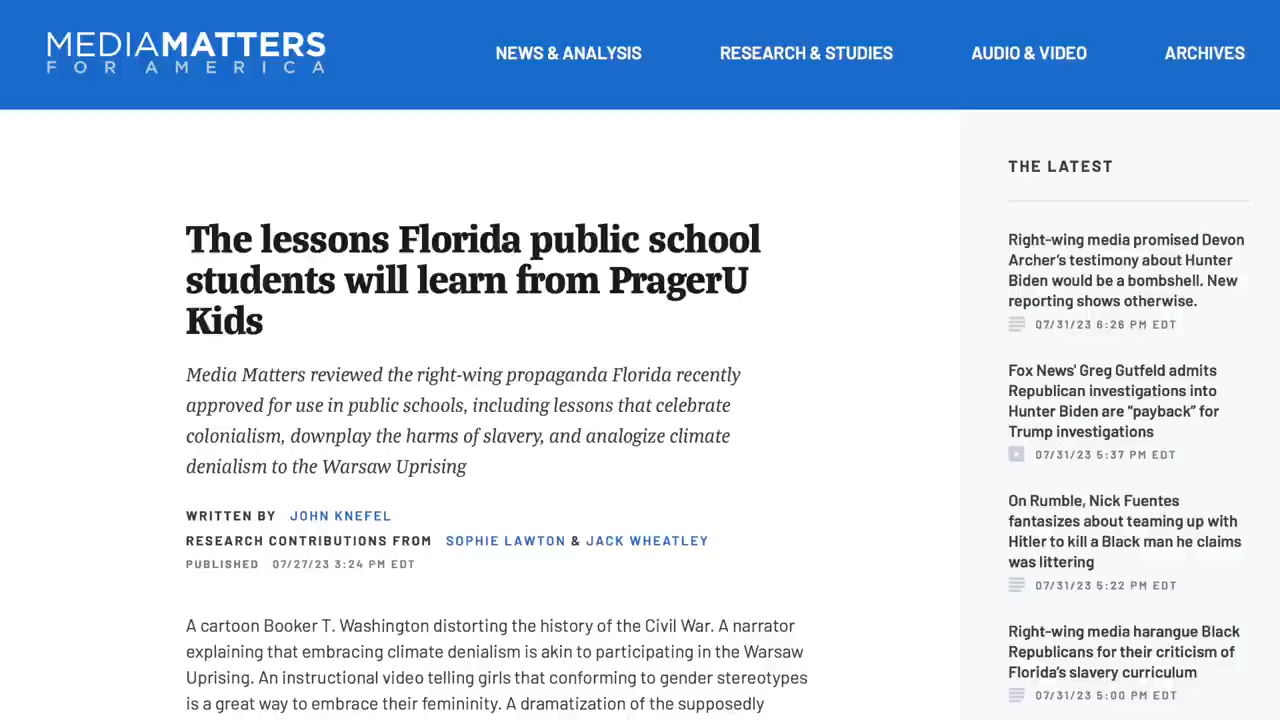 MEDIAMATTERS
FOR AMERICA
NEWS & ANALYSIS
RESEARCH & STUDIES
AUDIO & VIDEO
ARCHIVES
The lessons Florida public school
students will learn from PragerU
Kids
Media Matters reviewed the right-wing propaganda Florida recently
approved for use in public schools, including lessons that celebrate
colonialism, downplay the harms of slavery, and analogize climate
denialism to the Warsaw Uprising
WRITTEN BY JOHN KNEFEL
RESEARCH CONTRIBUTIONS FROM SOPHIE LAWTON & JACK WHEATLEY
PUBLISHED 07/27/23 3:24 PM EDT
A cartoon Booker T. Washington distorting the history of the Civil War. A narrator
explaining that embracing climate denialism is akin to participating in the Warsaw
Uprising. An instructional video telling girls that conforming to gender stereotypes
is a great way to embrace their femininity. A dramatization of the supposedly
THE LATEST
Right-wing media promised Devon
Archer's testimony about Hunter
Biden would be a bombshell. New
reporting shows otherwise.
07/31/23 6:26 PM EDT
Fox News' Greg Gutfeld admits
Republican investigations into
Hunter Biden are "payback" for
Trump investigations
07/31/23 5:37 PM EDT
On Rumble, Nick Fuentes
fantasizes about teaming up with
Hitler to kill a Black man he claims
was littering
07/31/23 5:22 PM EDT
Right-wing media harangue Black
Republicans for their criticism of
Florida's slavery curriculum
07/31/23 5:00 PM EDT